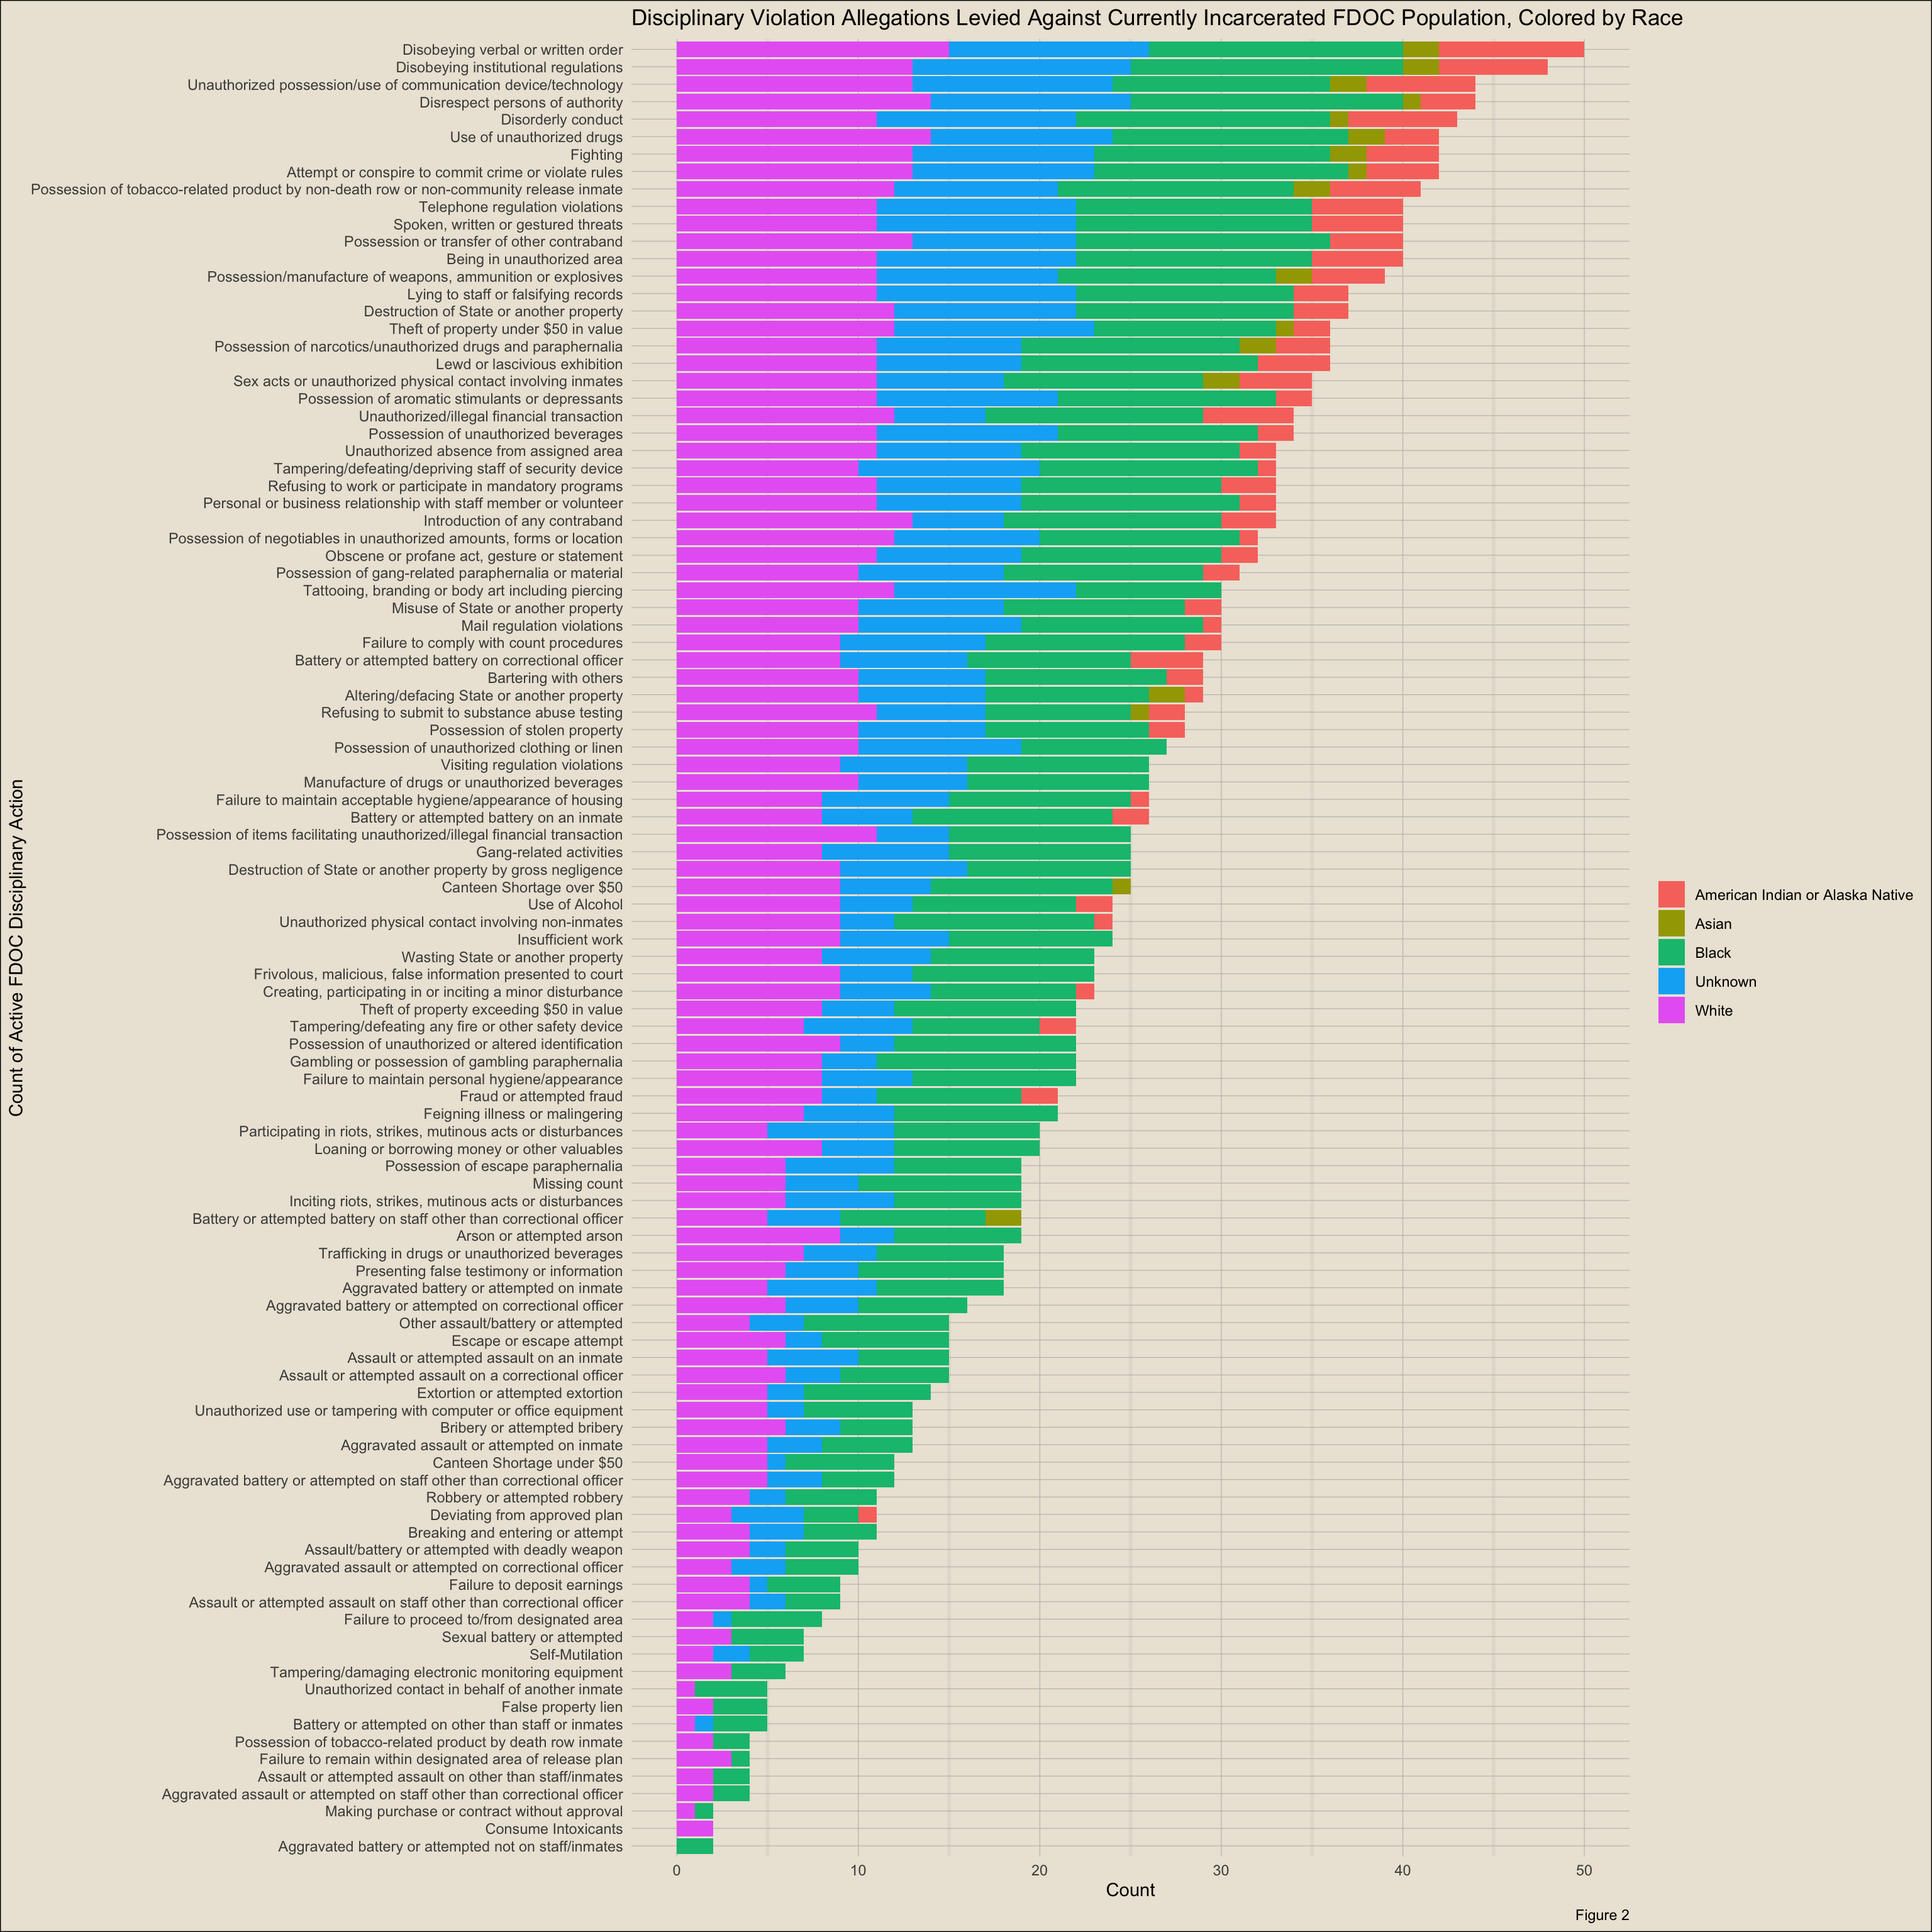 Disciplinary Violation Allegations Levied Against Currently Incarcerated FDOC Population, Colored by Race
Count of Active FDOC Disciplinary Action
Disobeying verbal or written order
Disobeying institutional regulations
Unauthorized possession/use of communication device/technology
Disrespect persons of authority
Disorderly conduct
Use of unauthorized drugs
Fighting
Attempt or conspire to commit crime or violate rules
Possession of tobacco-related product by non-death row or non-community release inmate
Telephone regulation violations
Spoken, written or gestured threats
Possession or transfer of other contraband
Being in unauthorized area
Possession/manufacture of weapons, ammunition or explosives
Lying to staff or falsifying records
Destruction of State or another property
Theft of property under $50 in value
Possession of narcotics/unauthorized drugs and paraphernalia
Lewd or lascivious exhibition
Sex acts or unauthorized physical contact involving inmates
Possession of aromatic stimulants or depressants
Unauthorized/illegal financial transaction
Possession of unauthorized beverages
Unauthorized absence from assigned area
Tampering/defeating/depriving staff of security device
Refusing to work or participate in mandatory programs
Personal or business relationship with staff member or volunteer
Introduction of any contraband
Possession of negotiables in unauthorized amounts, forms or location
Obscene or profane act, gesture or statement
Possession of gang-related paraphernalia or material
Tattooing, branding or body art including piercing
Misuse of State or another property
Mail regulation violations
Failure to comply with count procedures
Battery or attempted battery on correctional officer
Bartering with others
Altering/defacing State or another property
Refusing to submit to substance abuse testing
Possession of stolen property
Possession of unauthorized clothing or linen
Visiting regulation violations
Manufacture of drugs or unauthorized beverages
Failure to maintain acceptable hygiene/appearance of housing
Battery or attempted battery on an inmate
Possession of items facilitating unauthorized/illegal financial transaction
Gang-related activities
Destruction of State or another property by gross negligence
Canteen Shortage over $50
Use of Alcohol
Unauthorized physical contact involving non-inmates
Insufficient work
Wasting State or another property
Frivolous, malicious, false information presented to court
Creating, participating in or inciting a minor disturbance
Theft of property exceeding $50 in value
Tampering/defeating any fire or other safety device
Possession of unauthorized or altered identification
Gambling or possession of gambling paraphernalia
Failure to maintain personal hygiene/appearance
Fraud or attempted fraud
Feigning illness or malingering
Participating in riots, strikes, mutinous acts or disturbances
Loaning or borrowing money or other valuables
Possession of escape paraphernalia
Missing count
Inciting riots, strikes, mutinous acts or disturbances
Battery or attempted battery on staff other than correctional officer
Arson or attempted arson
Trafficking in drugs or unauthorized beverages
Presenting false testimony or information
Aggravated battery or attempted on inmate
Aggravated battery or attempted on correctional officer
Other assault/battery or attempted
Escape or escape attempt
Assault or attempted assault on an inmate
Assault or attempted assault on a correctional officer
Extortion or attempted extortion
Unauthorized use or tampering with computer or office equipment
Bribery or attempted bribery
Aggravated assault or attempted on inmate
Canteen Shortage under $50
Aggravated battery or attempted on staff other than correctional officer
Robbery or attempted robbery
Deviating from approved plan
Breaking and entering or attempt
Assault/battery or attempted with deadly weapon
Aggravated assault or attempted on correctional officer
Failure to deposit earnings
Assault or attempted assault on staff other than correctional officer
Failure to proceed to/from designated area
Sexual battery or attempted
Self-Mutilation
Tampering/damaging electronic monitoring equipment
Unauthorized contact in behalf of another inmate
False property lien
Battery or attempted on other than staff or inmates
Possession of tobacco-related product by death row inmate
Failure to remain within designated area of release plan
Assault or attempted assault on other than staff/inmates
Aggravated assault or attempted on staff other than correctional officer
Making purchase or contract without approval
Consume Intoxicants
Aggravated battery or attempted not on staff/inmates
0 10 20 30 40 50
Count
American Indian or Alaska Native
Asian
Black
Unknown
White
Figure 2